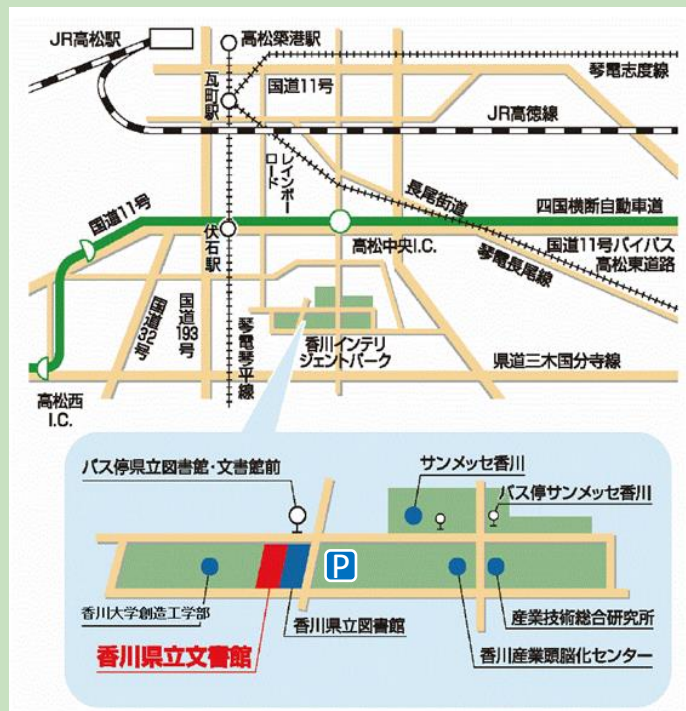 JR高松駅
高松築港駅
琴電志度線
国道11号
瓦町駅
JR高徳線
レインボー
ロード
長尾街道
四国横断自動車道
国道11号
伏石駅
高松中央I.C.
国道11号バイパス
高松東道路
琴電長尾線
国道32号
国道193号
琴電琴平線
香川インテリ
ジェントパーク
県道三木国分寺線
高松西
I.C.
バス停県立図書館・文書館前
サンメッセ香川
バス停サンメッセ香川
P
香川大学創造工学部
香川県立図書館
産業技術総合研究所
香川県立文書館
香川産業頭脳化センター